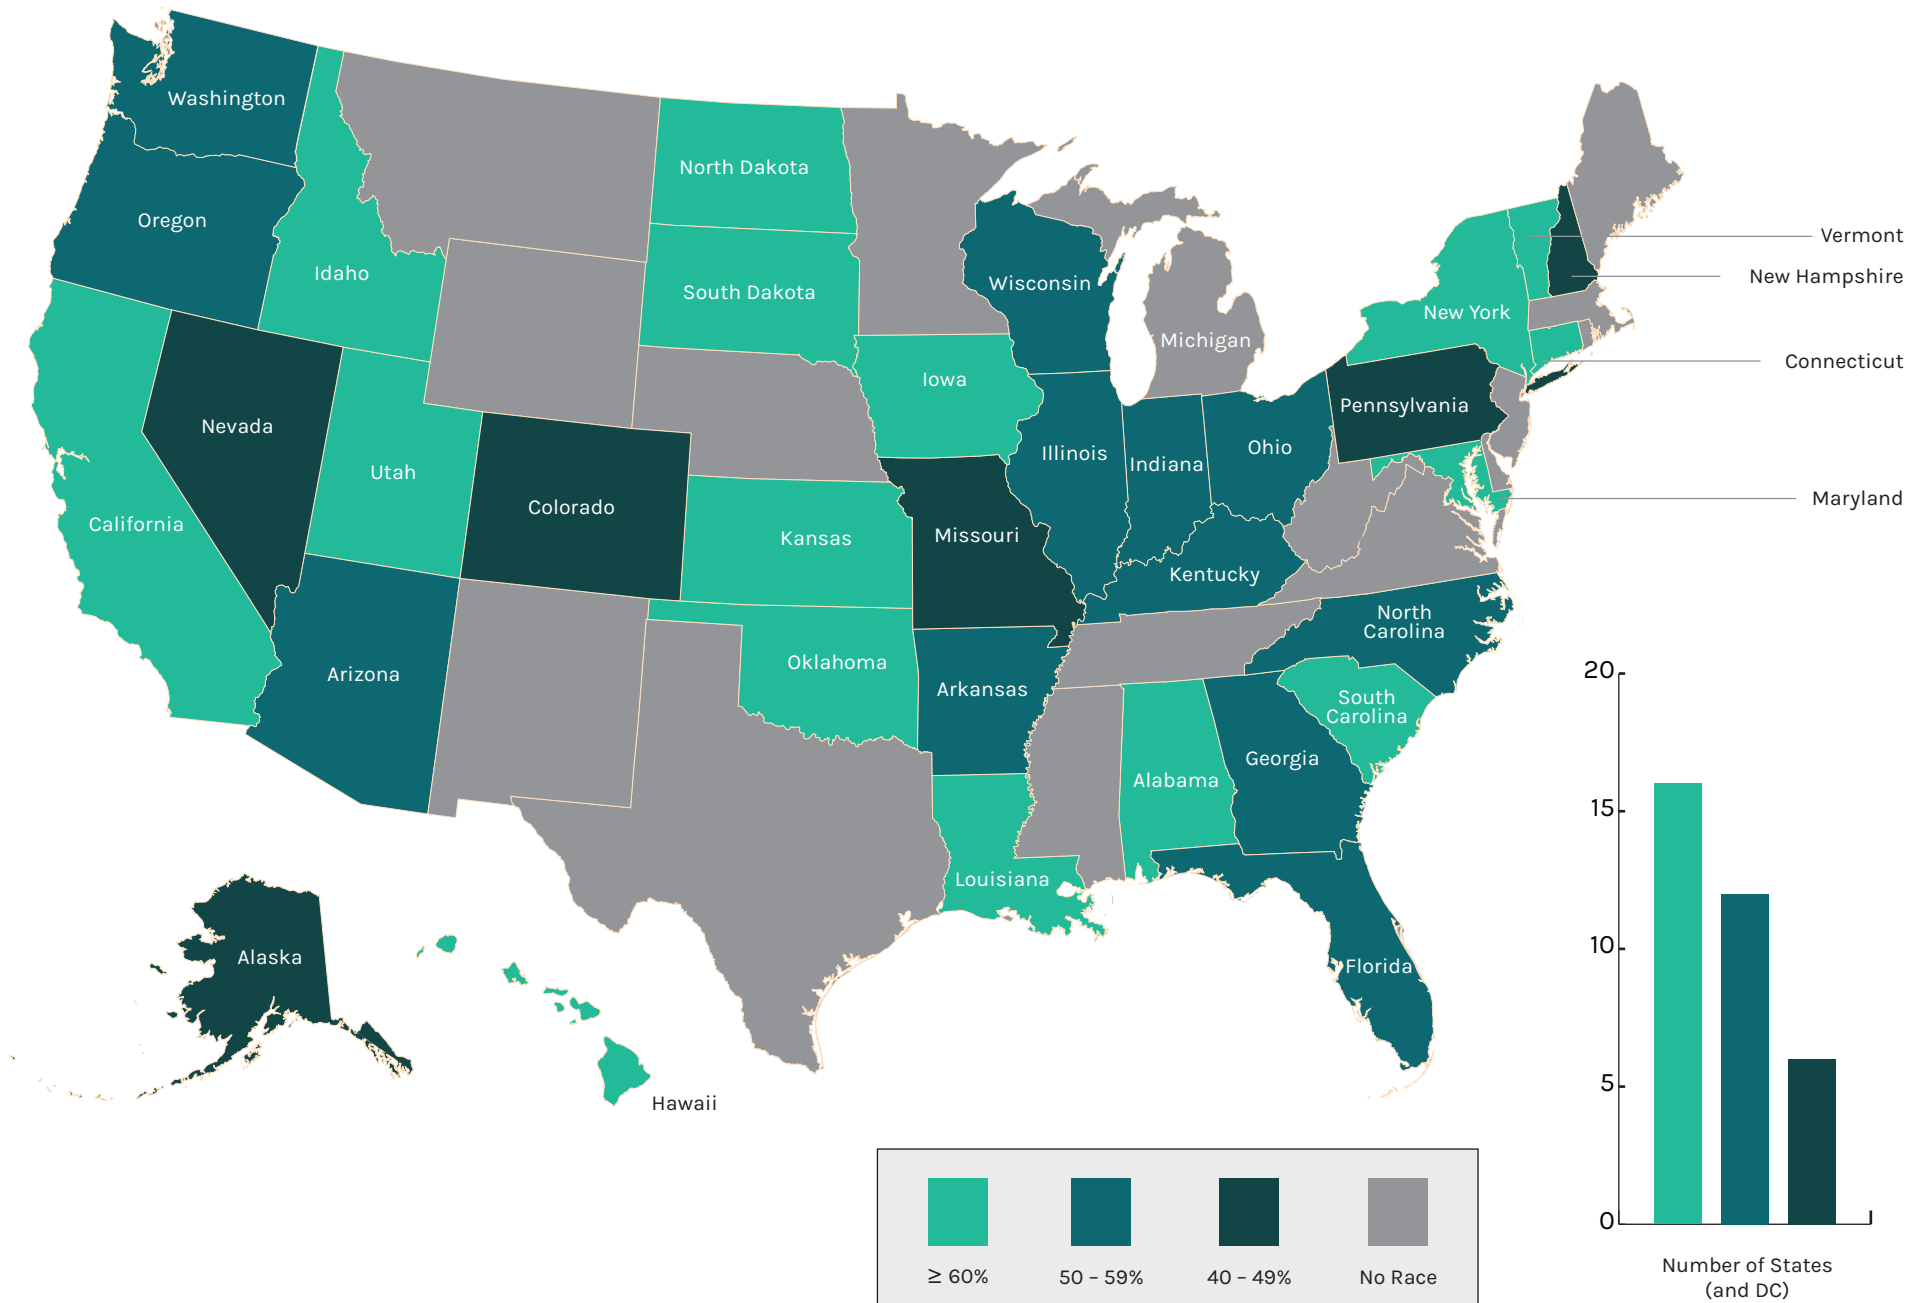 Washington
North Dakota
Oregon
Vermont
Idaho
New Hampshire
Wisconsin
South Dakota
New York
Michigan
Connecticut
Iowa
Pennsylvania
Nevada
Ohio
Illinois
Indiana
Utah
Maryland
Colorado
California
Missouri
Kansas
Kentucky
North
Carolina
Oklahoma
Arizona
Arkansas
South
Carolina
Georgia
Alabama
Louisiana
Alaska
Florida
Hawaii
20
15
10
5
0
≥ 60%
50 – 59%
40 – 49%
No Race
Number of States
(and DC)